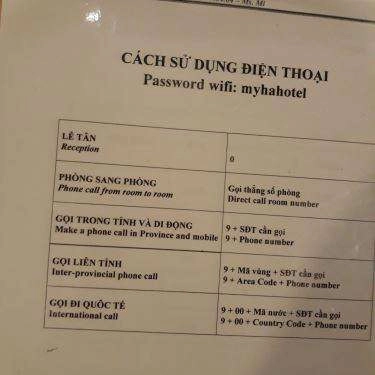 Ms. Mi
CÁCH SỬ DỤNG ĐIỆN THOẠI
Password wifi: myhahotel
LỄ TÂN
Reception
0
PHÒNG SANG PHÒNG
Phone call from room to room
Gọi thẳng số phòng
Direct call room number
GỌI TRONG TỈNH VÀ DI ĐỘNG
Make a phone call in Province and mobile
9 + SĐT cần gọi
9 + Phone number
GỌI LIÊN TỈNH
Inter-provincial phone call
9 + Mã vùng + SĐT cần gọi
9 + Area Code + Phone number
GỌI ĐI QUỐC TẾ
International call
9 + 00 + Mã nước + SĐT cần gọi
9 + 00 + Country Code + Phone number